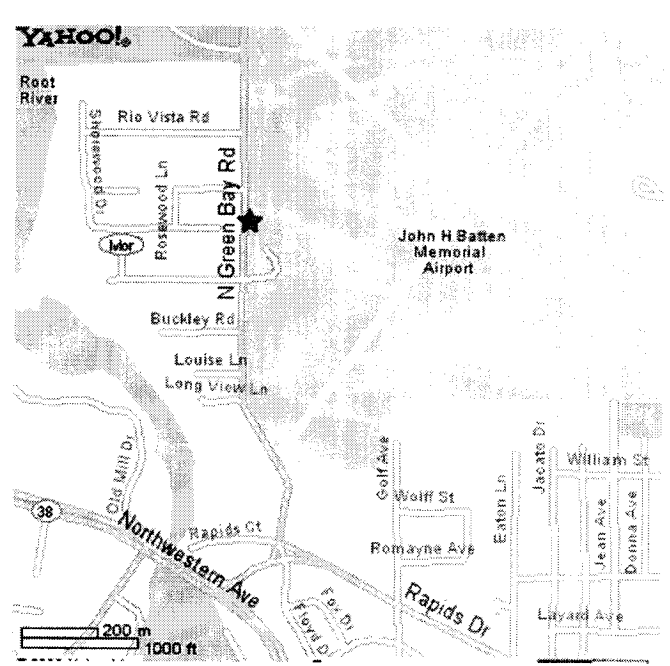 YAHOO!®
Root
River
Rio Vista Rd
Shorewood Dr
Rosewood Ln
N Green Bay Rd
John H Batten
Memorial
Airport
Buckley Rd
Louise Ln
Long View Ln
Old Mill Dr
Golf Ave
Jacato Dr
William St
Wolff St
Eaton Ln
Jean Ave
Donna Ave
38
Northwestern Ave
Rapids Ct
Romayne Ave
Rapids Dr
Fox Dr
Floyd Dr
Layard Ave
200 m
1000 ft